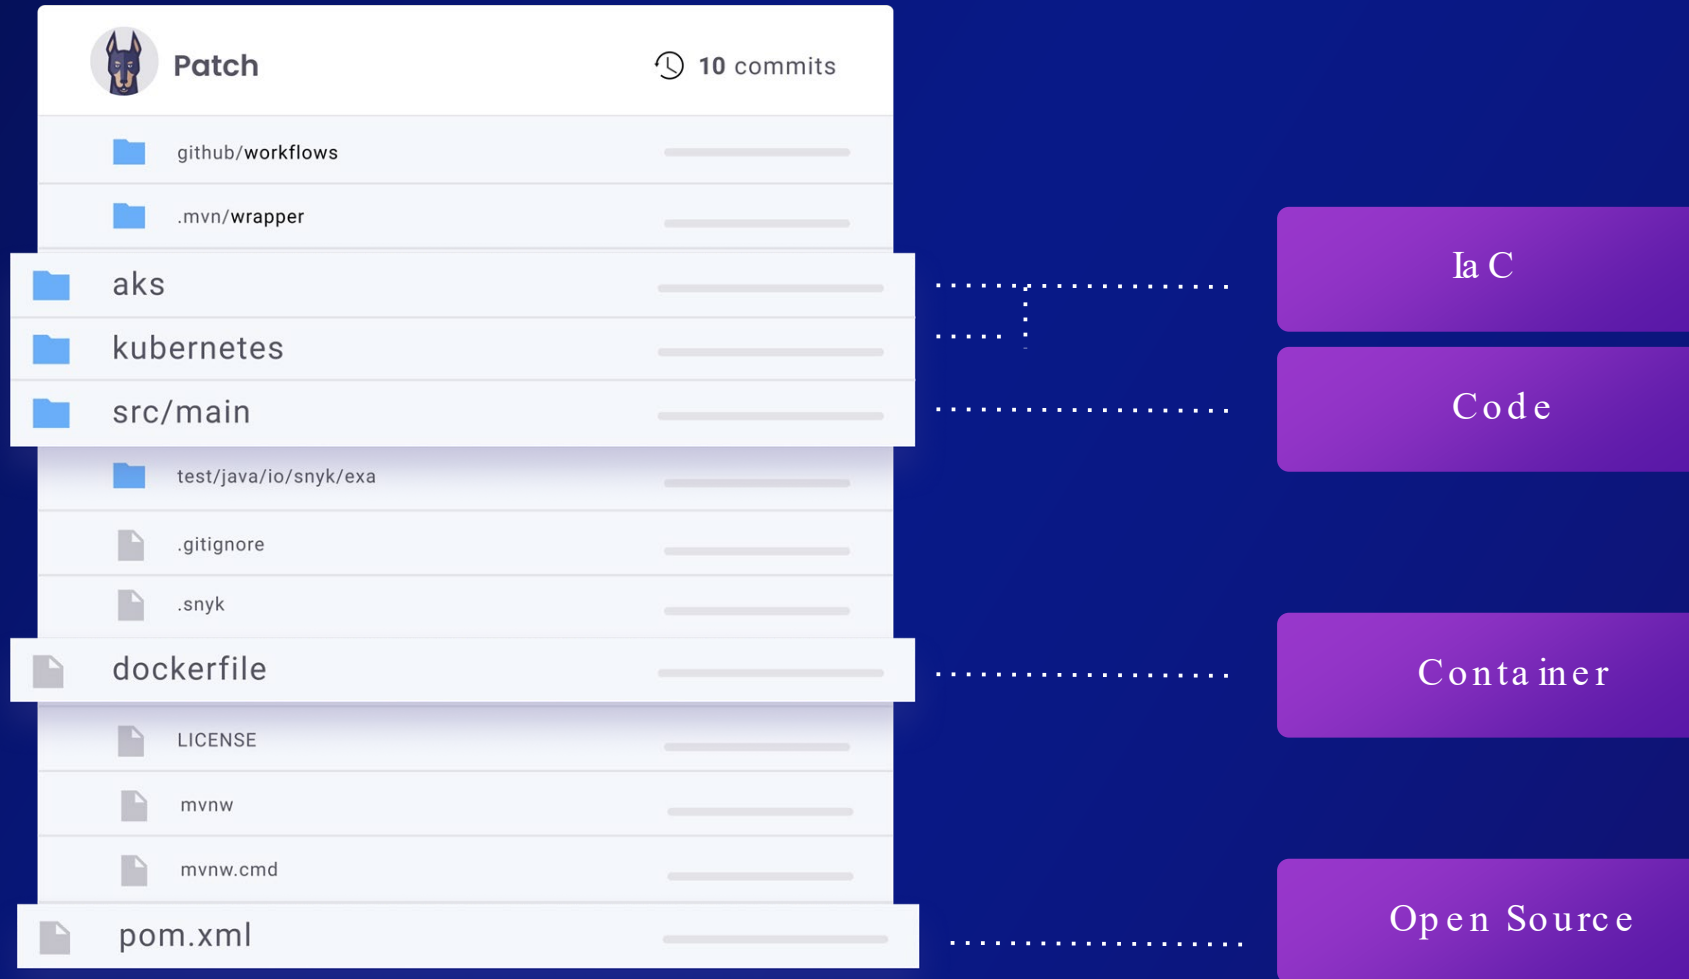 Patch
10 commits
github/workflows
.mvn/wrapper
aks
IaC
kubernetes
src/main
Code
test/java/io/snyk/exa
.gitignore
.snyk
dockerfile
Container
LICENSE
mvnw
mvnw.cmd
pom.xml
Open Source